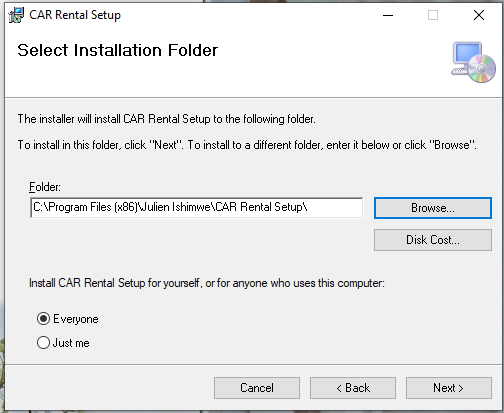 CAR Rental Setup
Select Installation Folder
The installer will install CAR Rental Setup to the following folder.
To install in this folder, click "Next". To install to a different folder, enter it below or click "Browse".
Folder:
C:\Program Files (x86)\Julien Ishimwe\CAR Rental Setup\
Browse...
Disk Cost...
Install CAR Rental Setup for yourself, or for anyone who uses this computer:
Everyone
Just me
Cancel
< Back
Next >